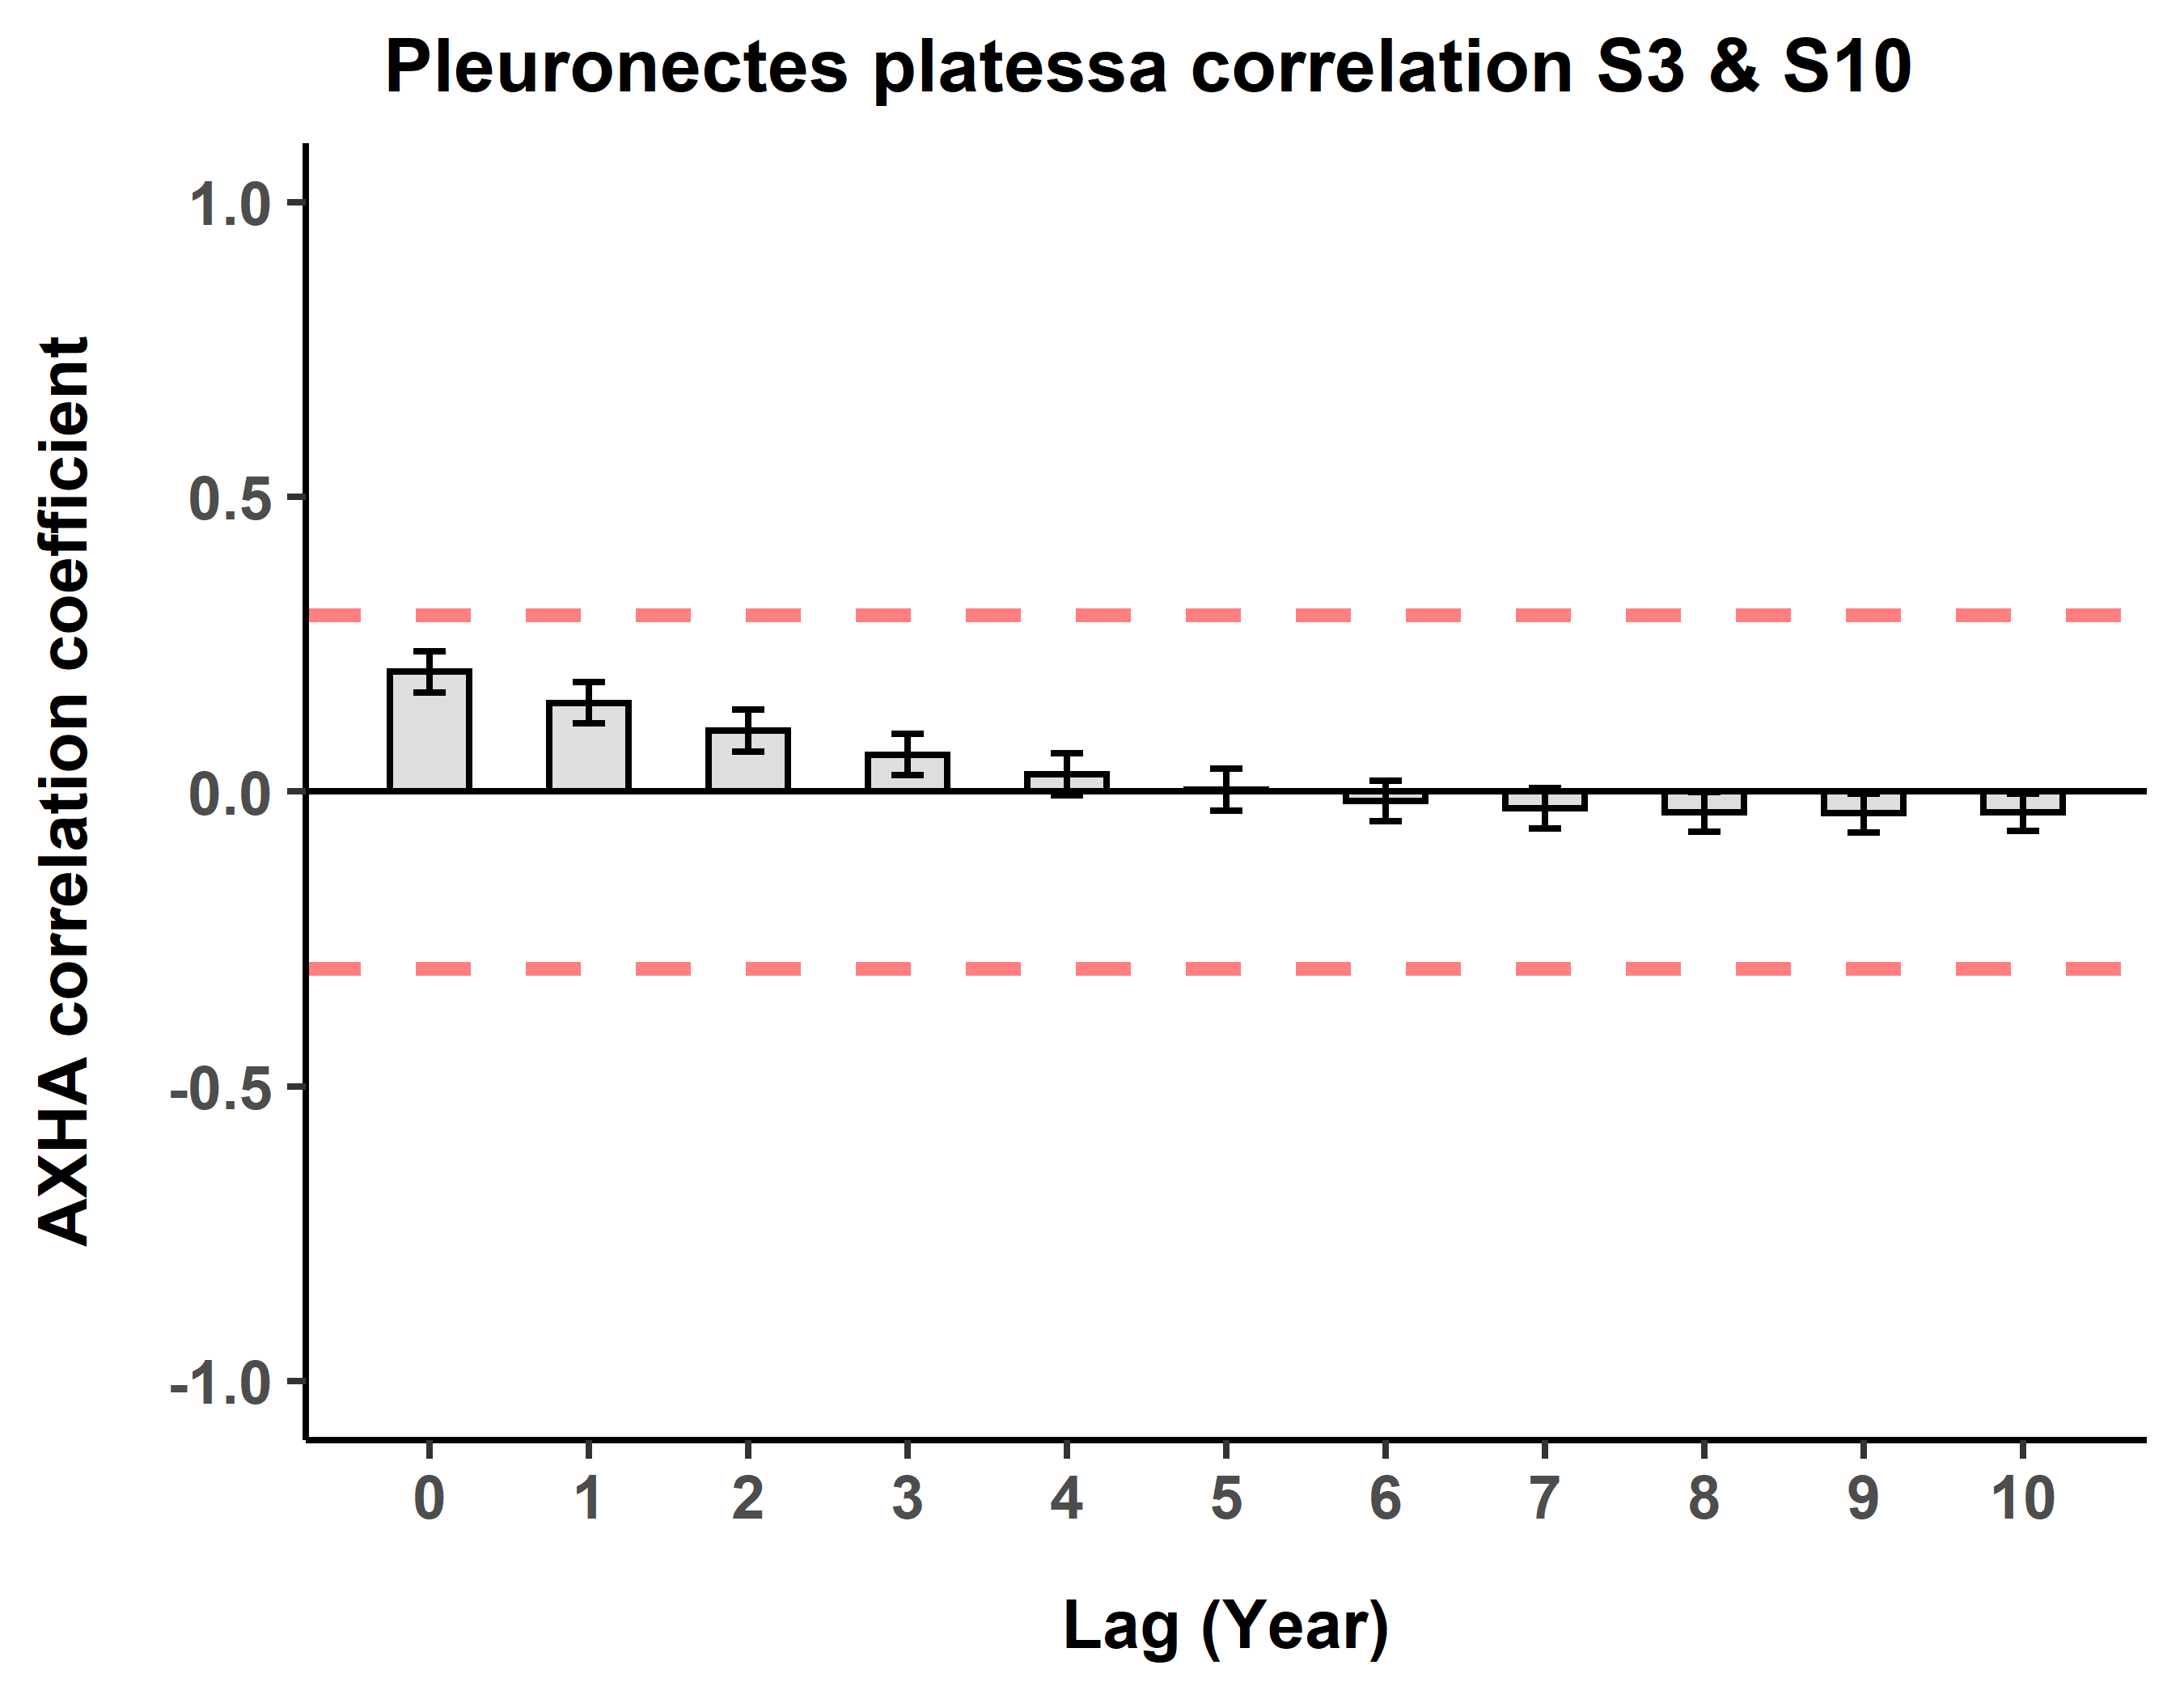 Pleuronectes platessa correlation S3 & S10
AXHA correlation coefficient
1.0
0.5
0.0
-0.5
-1.0
0 1 2 3 4 5 6 7 8 9 10
Lag (Year)